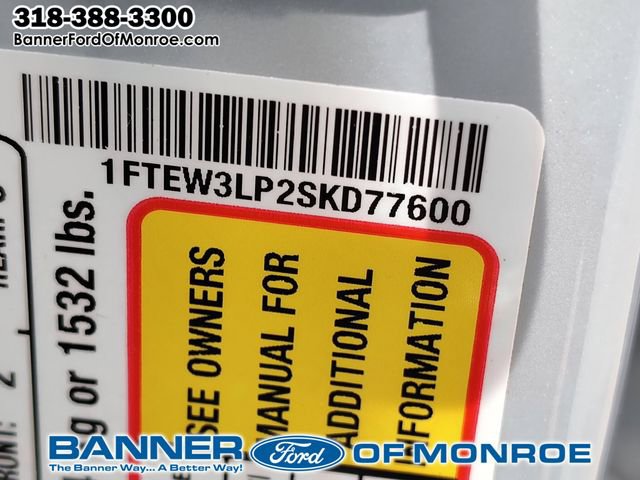 318-388-3300
BannerFordOfMonroe.com
1FTEW3LP2SKD77600
g or 1532 lbs.
2
SEE OWNERS
MANUAL FOR
ADDITIONAL
INFORMATION
BANNER Ford OF MONROE
The Banner Way... A Better Way!